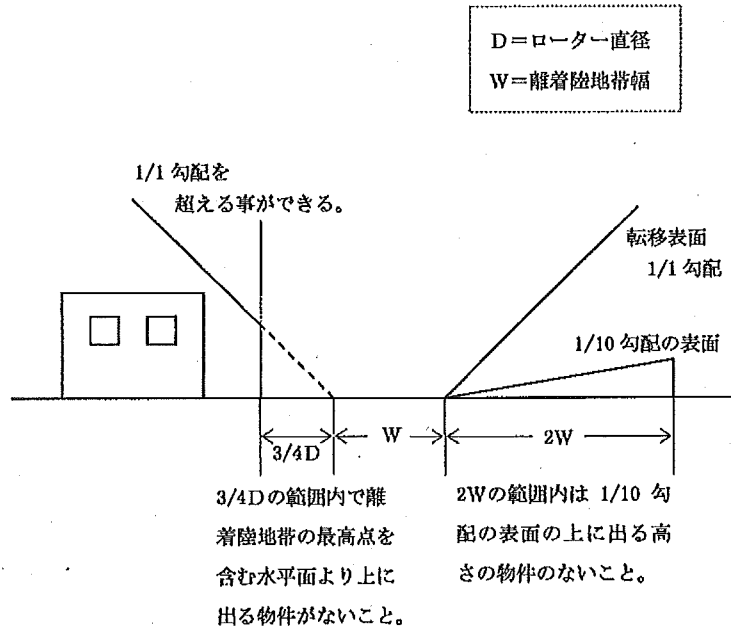 D=ローター直径
W=離着陸地帯幅
1/1 勾配を
超える事ができる。
転移表面
1/1 勾配
1/10 勾配の表面
3/4D
W
2W
3/4Dの範囲内で離
着陸地帯の最高点を
含む水平面より上に
出る物件がないこと。
2Wの範囲内は 1/10 勾
配の表面の上に出る高
さの物件のないこと。